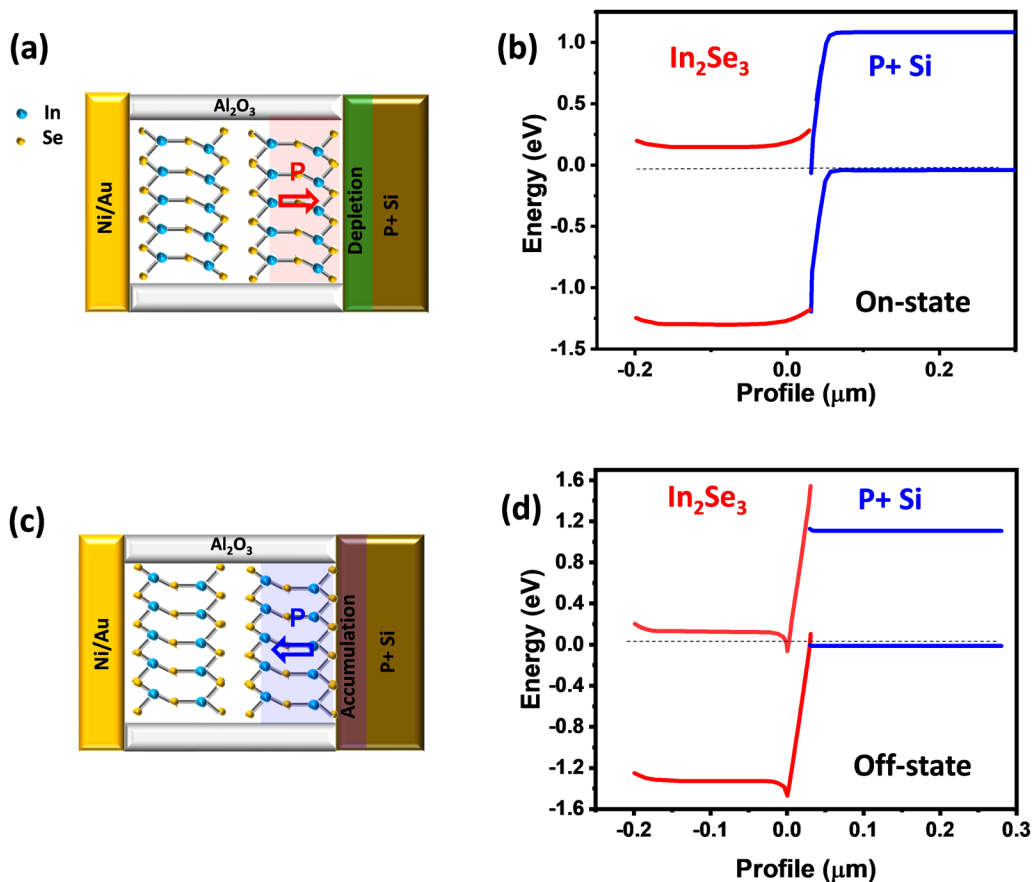 (a)
In
Se
Al₂O₃
Ni/Au
P
Depletion
P+ Si
(b)
In₂Se₃
P+ Si
1.0
0.5
0.0
-0.5
-1.0
-1.5
Energy (eV)
On-state
-0.2
0.0
0.2
Profile (μm)
(c)
Al₂O₃
Ni/Au
P
Accumulation
P+ Si
(d)
In₂Se₃
P+ Si
1.6
1.2
0.8
0.4
0.0
-0.4
-0.8
-1.2
-1.6
Energy (eV)
Off-state
-0.2
-0.1
0.0
0.1
0.2
0.3
Profile (μm)